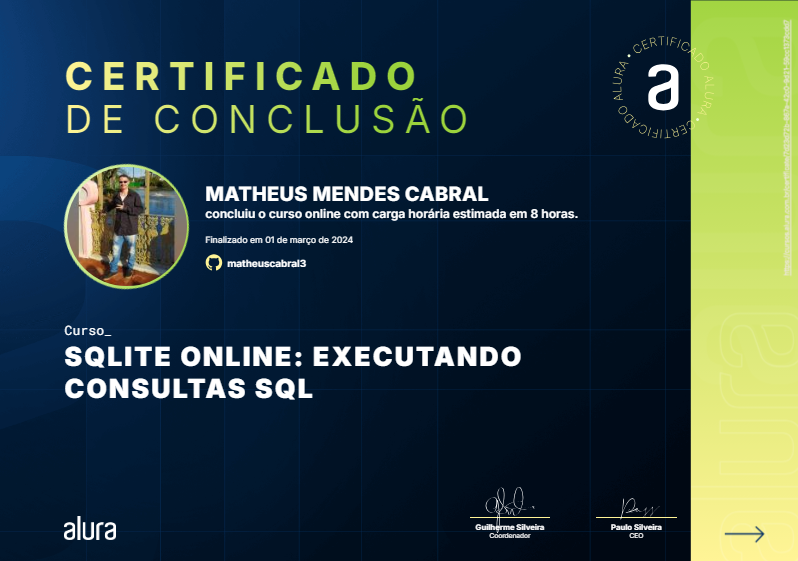 CERTIFICADO
DE CONCLUSÃO
CERTIFICADO ALURA • CERTIFICADO ALURA •
a
MATHEUS MENDES CABRAL
concluiu o curso online com carga horária estimada em 8 horas.
Finalizado em 01 de março de 2024
matheuscabral3
Curso_
SQLITE ONLINE: EXECUTANDO
CONSULTAS SQL
alura
Guilherme Silveira
Coordenador
Paulo Silveira
CEO
alura